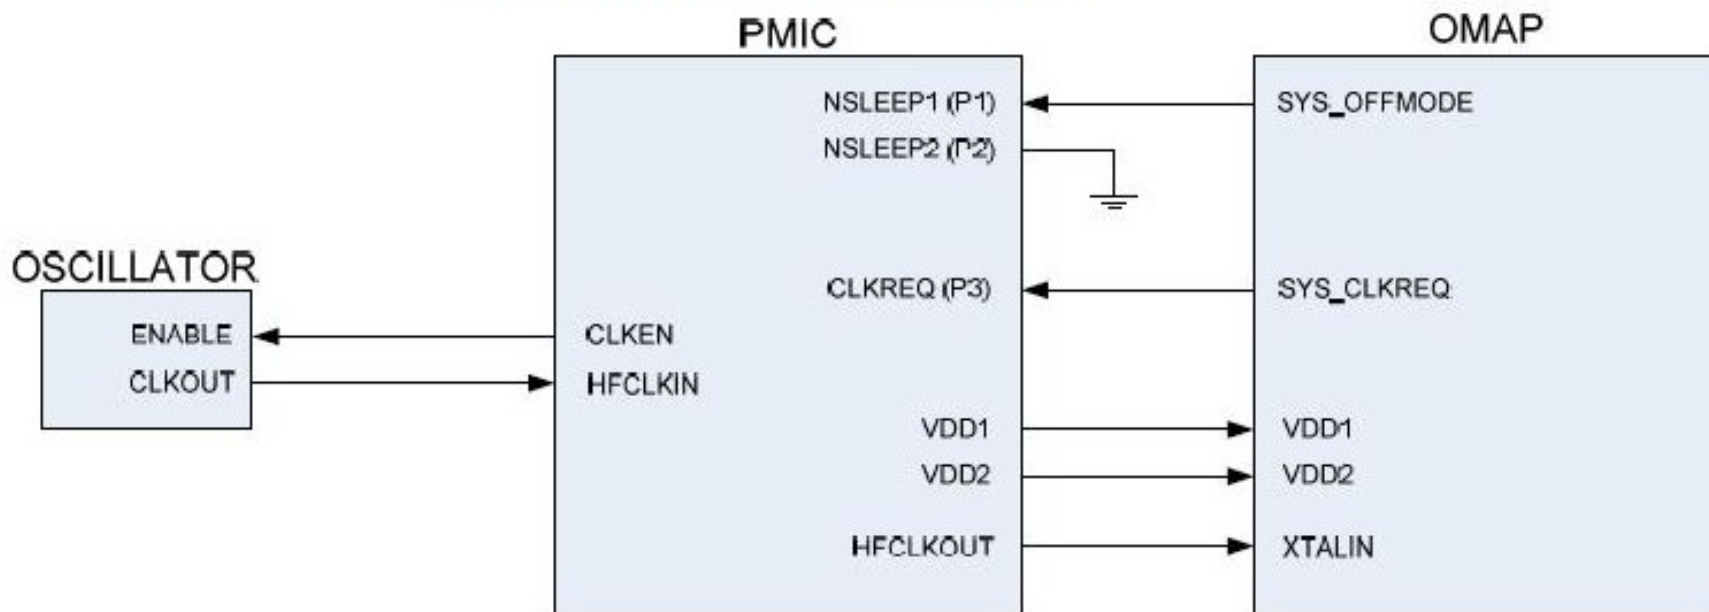 PMIC
OMAP
NSLEEP1 (P1)
SYS_OFFMODE
NSLEEP2 (P2)
OSCILLATOR
CLKREQ (P3)
SYS_CLKREQ
ENABLE
CLKEN
CLKOUT
HFCLKIN
VDD1
VDD1
VDD2
VDD2
HFCLKOUT
XTALIN